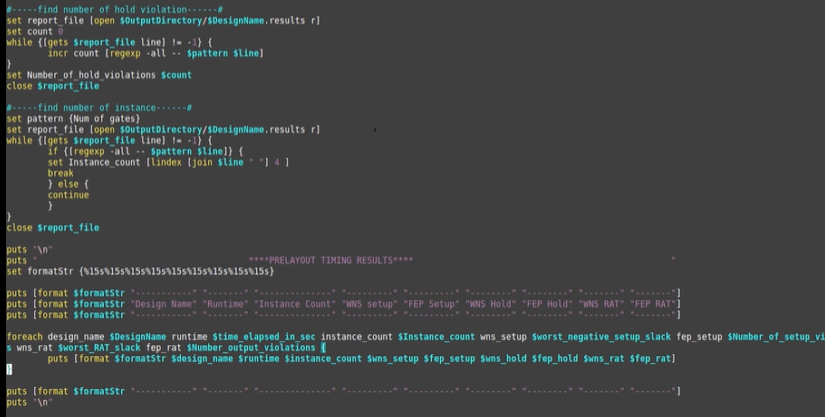 #-----find number of hold violation------#
set report_file [open $OutputDirectory/$DesignName.results r]
set count 0
while {[gets $report_file line] != -1} {
incr count [regexp -all -- $pattern $line]
}
set Number_of_hold_violations $count
close $report_file
#-----find number of instance------#
set pattern {Num of gates}
set report_file [open $OutputDirectory/$DesignName.results r]
while {[gets $report_file line] != -1} {
if {[regexp -all -- $pattern $line]} {
set Instance_count [lindex [join $line " "] 4 ]
break
} else {
continue
}
}
close $report_file
puts "\n"
puts " ****PRELAYOUT TIMING RESULTS**** "
set formatStr {%15s%15s%15s%15s%15s%15s%15s%15s%15s}
puts [format $formatStr "-----------" "-------" "--------------" "---------" "---------" "--------" "--------" "-------" "-------"]
puts [format $formatStr "Design Name" "Runtime" "Instance Count" "WNS setup" "FEP Setup" "WNS Hold" "FEP Hold" "WNS RAT" "FEP RAT"]
puts [format $formatStr "-----------" "-------" "--------------" "---------" "---------" "--------" "--------" "-------" "-------"]
foreach design_name $DesignName runtime $time_elapsed_in_sec instance_count $Instance_count wns_setup $worst_negative_setup_slack fep_setup $Number_of_setup_vi
s wns_rat $worst_RAT_slack fep_rat $Number_output_violations {
puts [format $formatStr $design_name $runtime $instance_count $wns_setup $fep_setup $wns_hold $fep_hold $wns_rat $fep_rat]
}
puts [format $formatStr "-----------" "-------" "--------------" "---------" "---------" "--------" "--------" "-------" "-------"]
puts "\n"